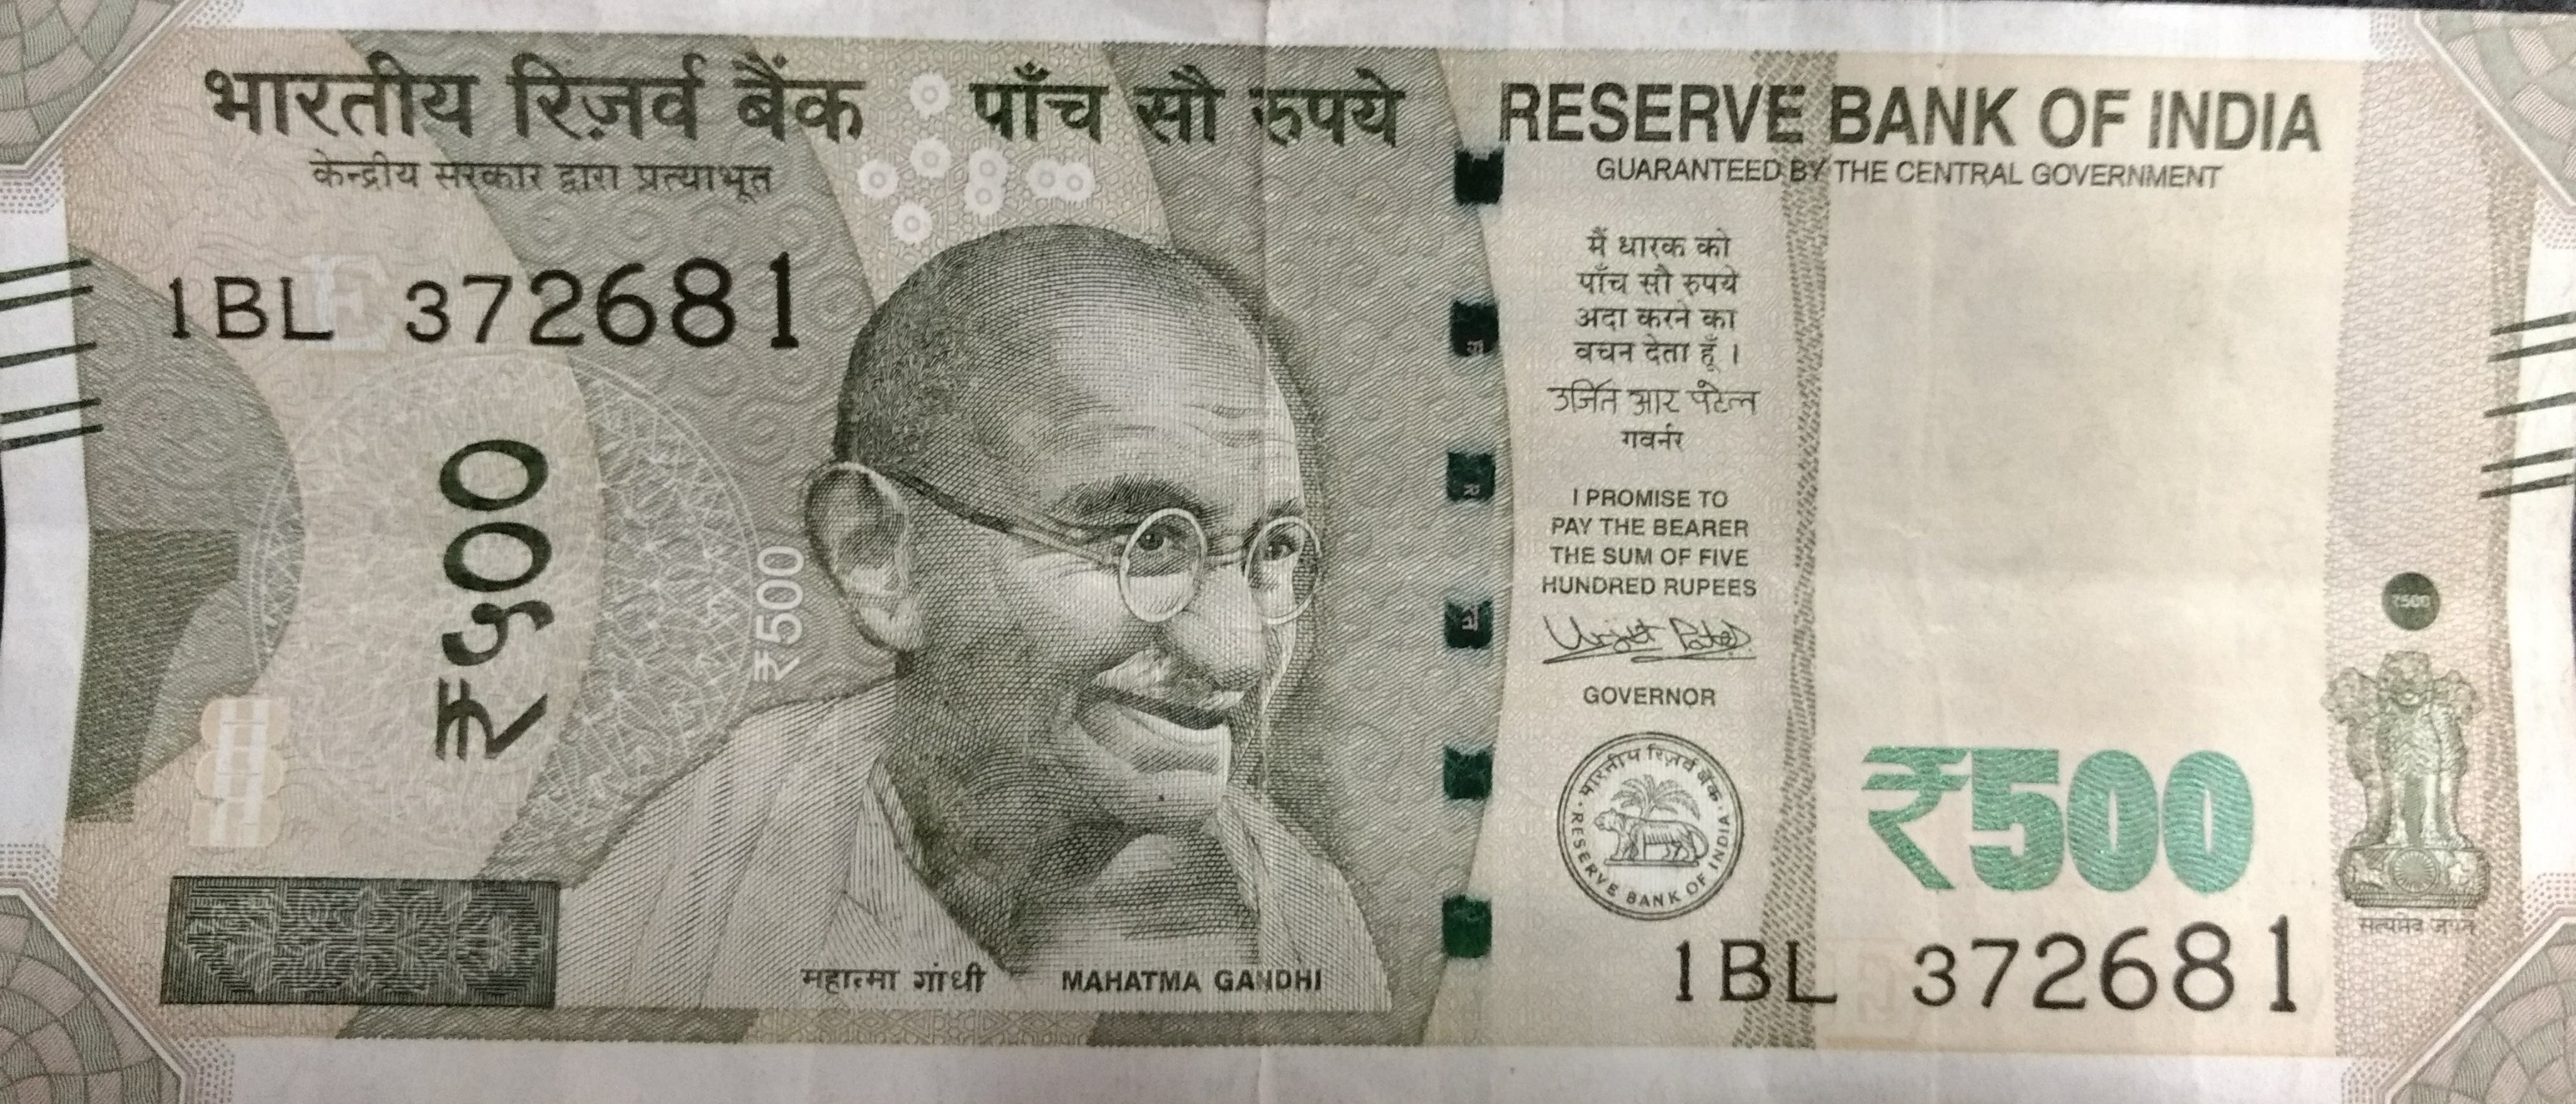 भारतीय रिज़र्व बैंक
केन्द्रीय सरकार द्वारा प्रत्याभूत
पाँच सौ रुपये
RESERVE BANK OF INDIA
GUARANTEED BY THE CENTRAL GOVERNMENT
1BL 372681
₹५००
₹500
महात्मा गांधी MAHATMA GANDHI
मैं धारक को
पाँच सौ रुपये
अदा करने का
वचन देता हूँ ।
उर्जित आर पटेल
गवर्नर
I PROMISE TO
PAY THE BEARER
THE SUM OF FIVE
HUNDRED RUPEES
Urjit Patel
GOVERNOR
भारतीय रिज़र्व बैंक
RESERVE BANK OF INDIA
₹500
₹500
सत्यमेव जयते
1BL 372681